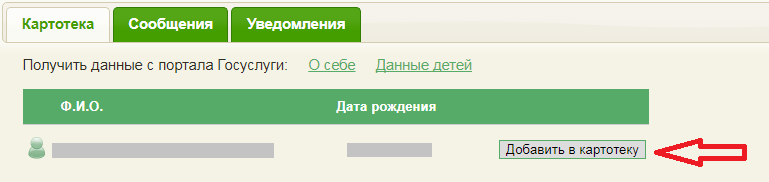 Картотека Сообщения Уведомления
Получить данные с портала Госуслуги: О себе Данные детей
Ф.И.О. Дата рождения
Добавить в картотеку